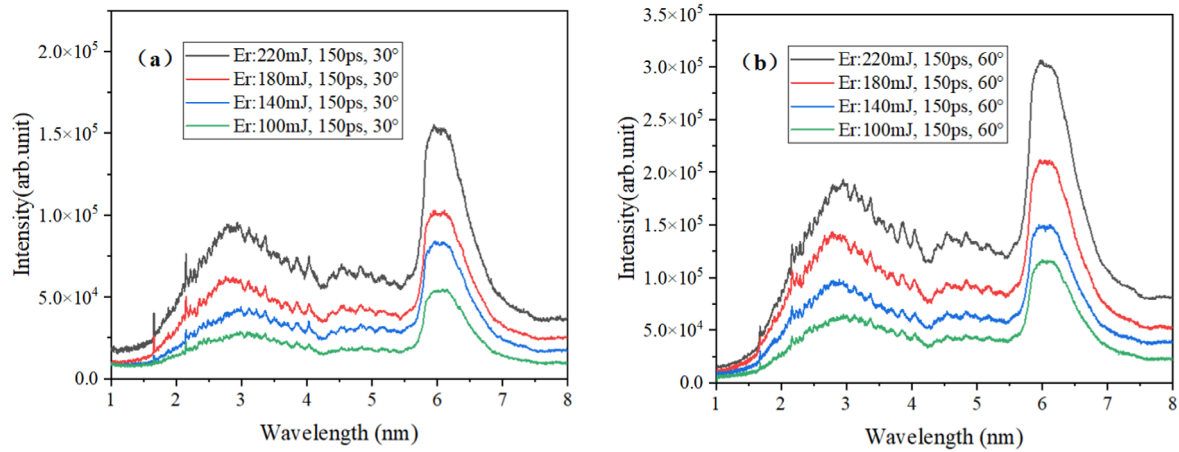 (a)
Er:220mJ, 150ps, 30°
Er:180mJ, 150ps, 30°
Er:140mJ, 150ps, 30°
Er:100mJ, 150ps, 30°
Intensity(arb.unit)
2.0×10⁵
1.5×10⁵
1.0×10⁵
5.0×10⁴
0.0
1 2 3 4 5 6 7 8
Wavelength (nm)
(b)
Er:220mJ, 150ps, 60°
Er:180mJ, 150ps, 60°
Er:140mJ, 150ps, 60°
Er:100mJ, 150ps, 60°
Intensity(arb.unit)
3.5×10⁵
3.0×10⁵
2.5×10⁵
2.0×10⁵
1.5×10⁵
1.0×10⁵
5.0×10⁴
0.0
1 2 3 4 5 6 7 8
Wavelength (nm)